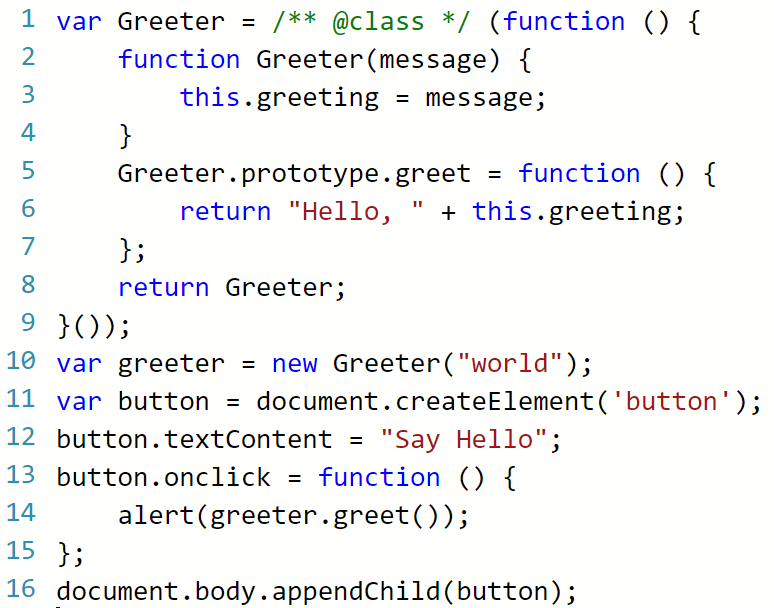 1 var Greeter = /** @class */ (function () {
2     function Greeter(message) {
3         this.greeting = message;
4     }
5     Greeter.prototype.greet = function () {
6         return "Hello, " + this.greeting;
7     };
8     return Greeter;
9 }());
10 var greeter = new Greeter("world");
11 var button = document.createElement('button');
12 button.textContent = "Say Hello";
13 button.onclick = function () {
14     alert(greeter.greet());
15 };
16 document.body.appendChild(button);